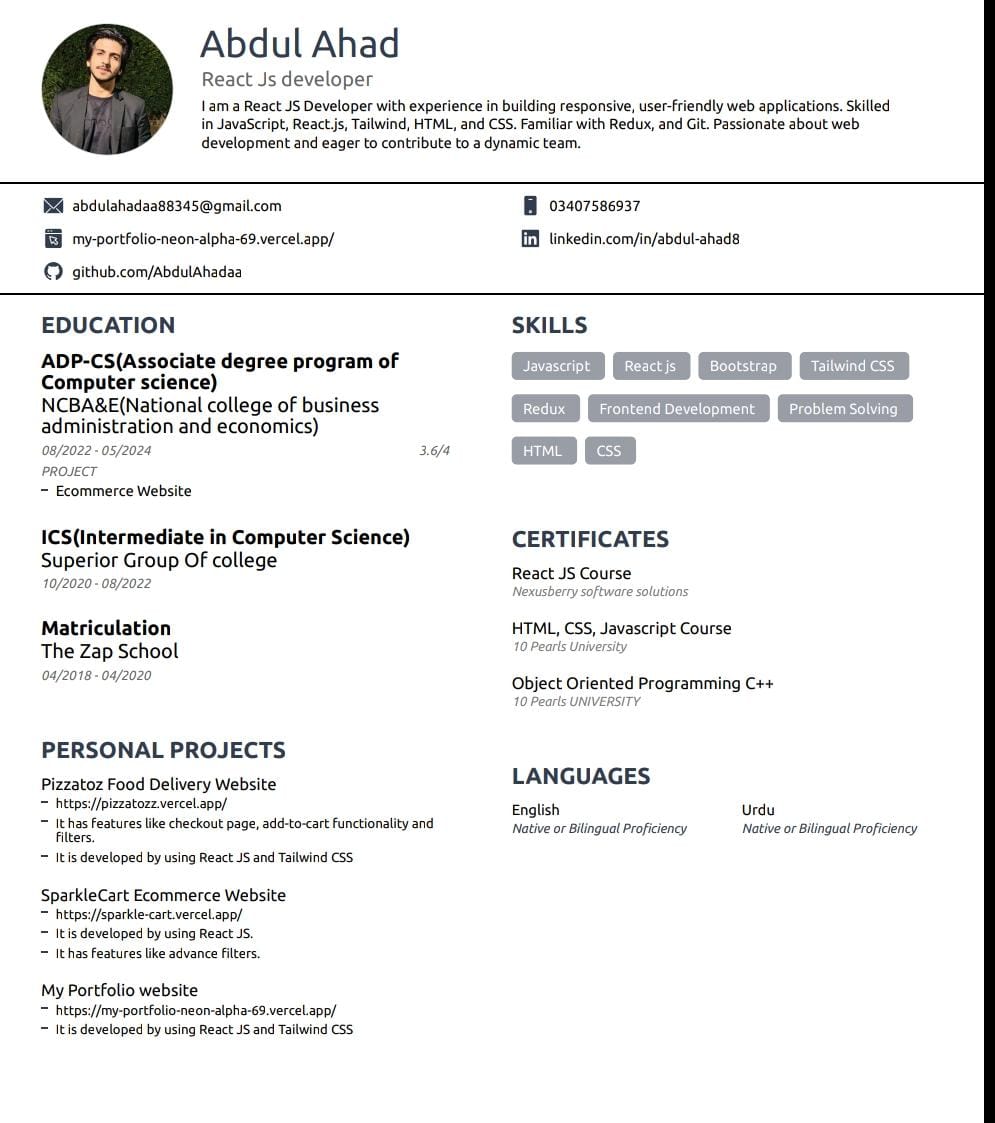 Abdul Ahad
React Js developer
I am a React JS Developer with experience in building responsive, user-friendly web applications. Skilled
in JavaScript, React.js, Tailwind, HTML, and CSS. Familiar with Redux, and Git. Passionate about web
development and eager to contribute to a dynamic team.
abdulahadaa88345@gmail.com
03407586937
my-portfolio-neon-alpha-69.vercel.app/
linkedin.com/in/abdul-ahad8
github.com/AbdulAhadaa
EDUCATION
ADP-CS(Associate degree program of
Computer science)
NCBA&E(National college of business
administration and economics)
08/2022 - 05/2024 3.6/4
PROJECT
– Ecommerce Website
ICS(Intermediate in Computer Science)
Superior Group Of college
10/2020 - 08/2022
Matriculation
The Zap School
04/2018 - 04/2020
PERSONAL PROJECTS
Pizzatoz Food Delivery Website
– https://pizzatozz.vercel.app/
– It has features like checkout page, add-to-cart functionality and
filters.
– It is developed by using React JS and Tailwind CSS
SparkleCart Ecommerce Website
– https://sparkle-cart.vercel.app/
– It is developed by using React JS.
– It has features like advance filters.
My Portfolio website
– https://my-portfolio-neon-alpha-69.vercel.app/
– It is developed by using React JS and Tailwind CSS
SKILLS
Javascript React js Bootstrap Tailwind CSS
Redux Frontend Development Problem Solving
HTML CSS
CERTIFICATES
React JS Course
Nexusberry software solutions
HTML, CSS, Javascript Course
10 Pearls University
Object Oriented Programming C++
10 Pearls UNIVERSITY
LANGUAGES
English Urdu
Native or Bilingual Proficiency Native or Bilingual Proficiency